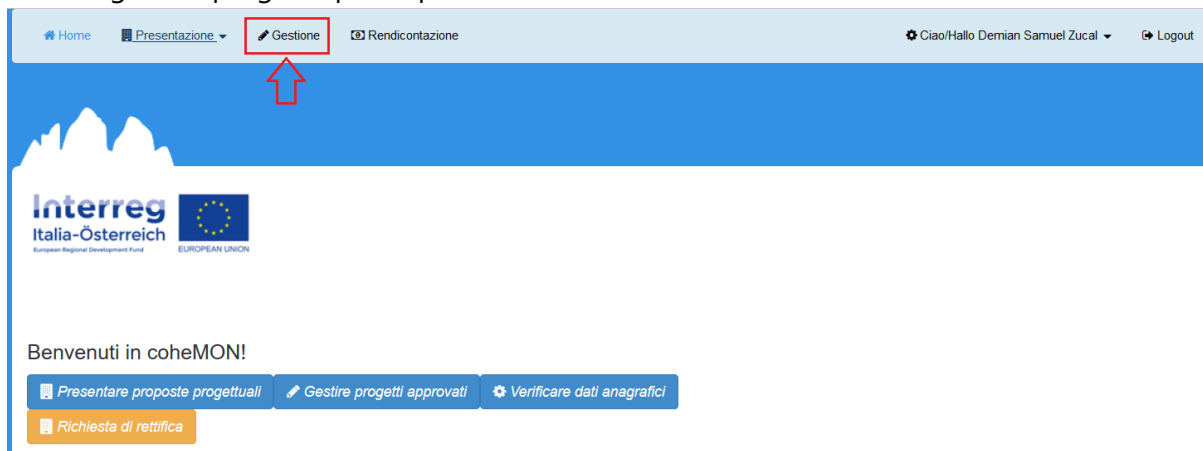 Home Presentazione Gestione Rendicontazione Ciao/Hallo Demian Samuel Zucal Logout
Interreg
Italia-Österreich
European Regional Development Fund EUROPEAN UNION
Benvenuti in coheMON!
Presentare proposte progettuali Gestire progetti approvati Verificare dati anagrafici
Richiesta di rettifica